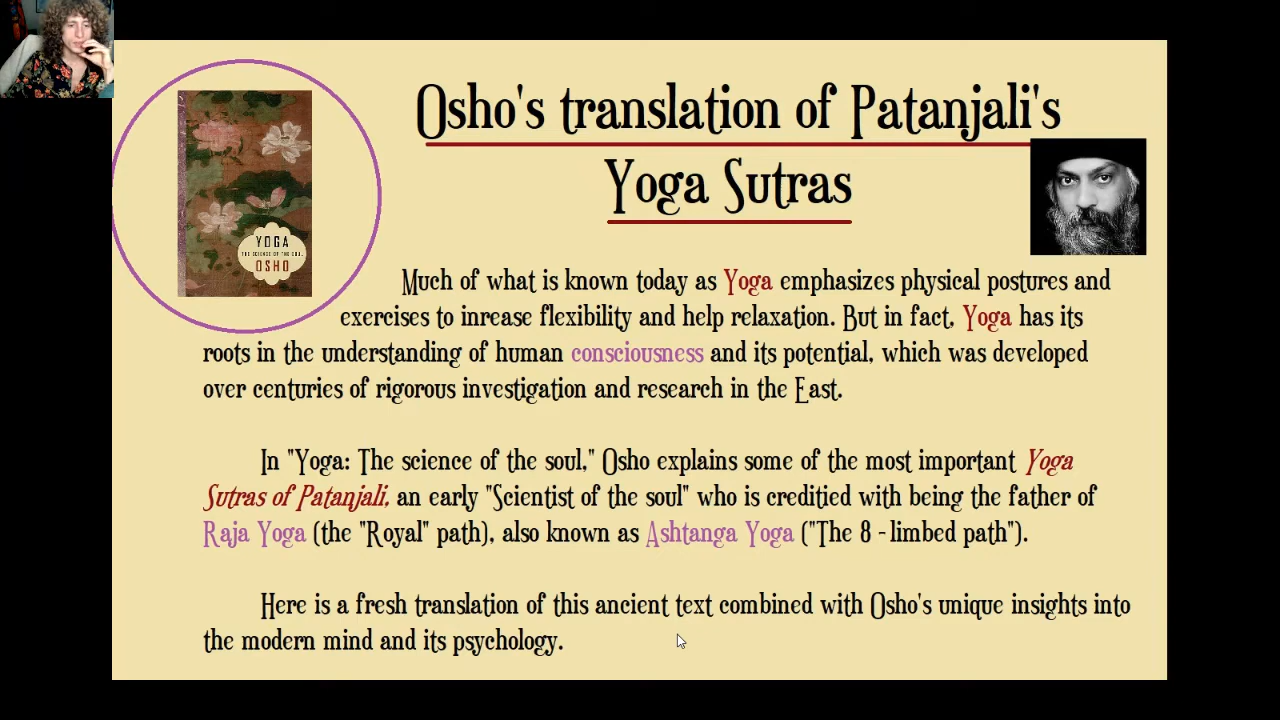 Osho's translation of Patanjali's
Yoga Sutras
YOGA
THE SCIENCE OF THE SOUL
OSHO
Much of what is known today as Yoga emphasizes physical postures and
exercises to inrease flexibility and help relaxation. But in fact, Yoga has its
roots in the understanding of human consciousness and its potential, which was developed
over centuries of rigorous investigation and research in the East.
In "Yoga: The science of the soul," Osho explains some of the most important Yoga
Sutras of Patanjali, an early "Scientist of the soul" who is creditied with being the father of
Raja Yoga (the "Royal" path), also known as Ashtanga Yoga ("The 8 - limbed path").
Here is a fresh translation of this ancient text combined with Osho's unique insights into
the modern mind and its psychology.